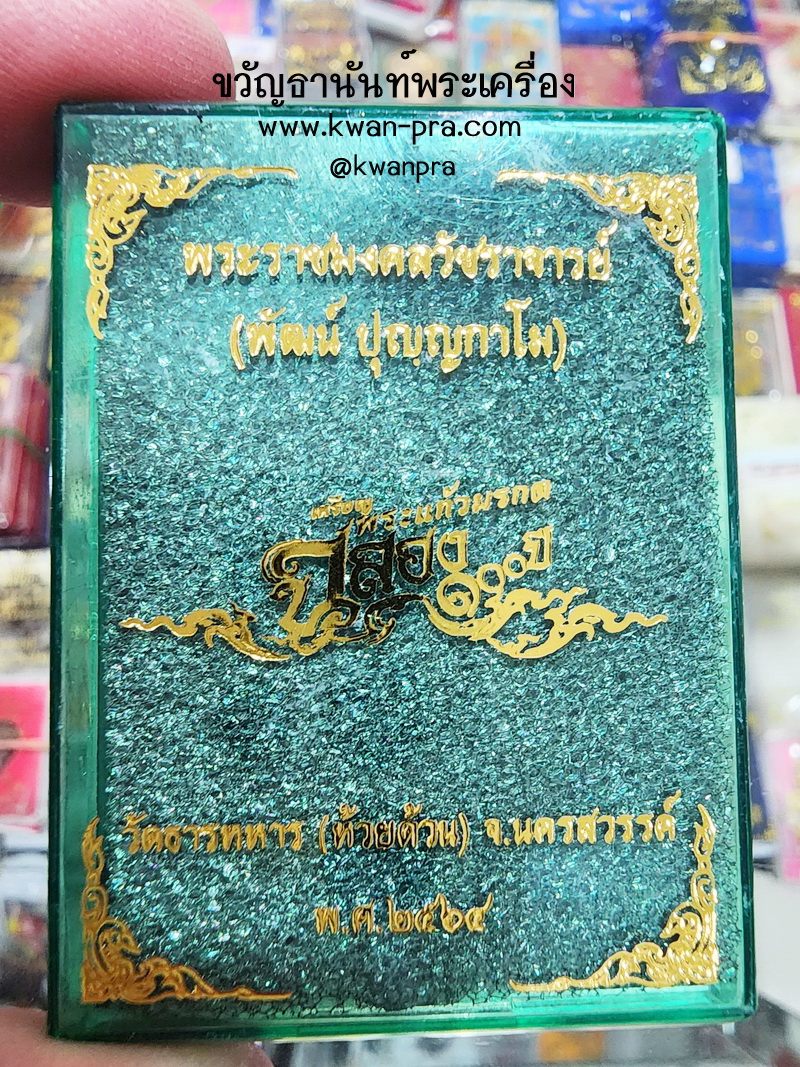 ขวัญธานันท์พระเครื่อง
www.kwan-pra.com
@kwanpra
พระราชมงคลวัชราจารย์
(พัฒน์ ปุญฺญกาโม)
เหรียญพระแก้วมรกต
ฉลอง ๑๐๐ ปี
วัดธารทหาร (ห้วยด้วน) จ.นครสวรรค์
พ.ศ.๒๕๖๔